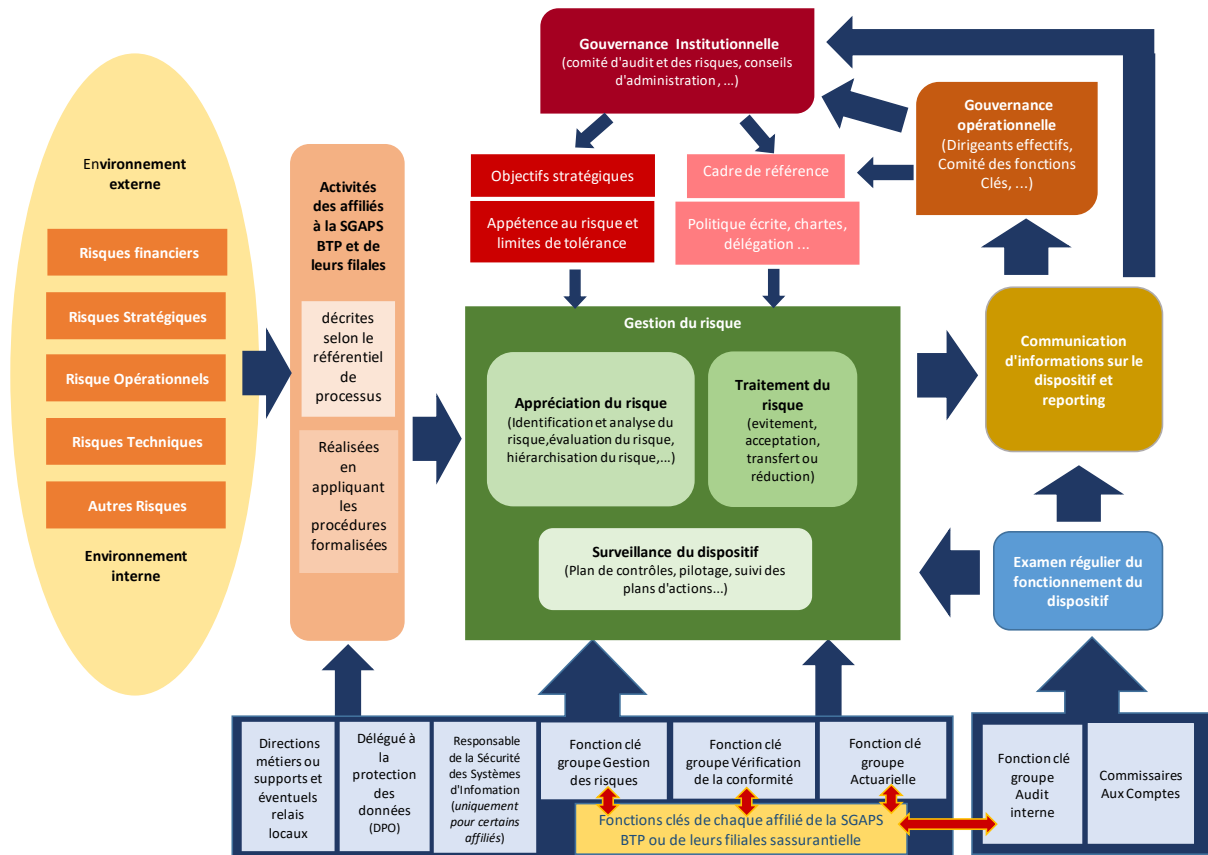 Gouvernance Institutionnelle
(comité d'audit et des risques, conseils
d'administration , ...)
Gouvernance
opérationnelle
(Dirigeants effectifs,
Comité des fonctions
Clés, ...)
Environnement
externe
Risques financiers
Risques Stratégiques
Risque Opérationnels
Risques Techniques
Autres Risques
Environnement
interne
Activités
des affiliés
à la SGAPS
BTP et de
leurs filales
décrites
selon le
référentiel
de
processus
Réalisées
en
appliquant
les
procédures
formalisées
Objectifs stratégiques
Appétence au risque et
limites de tolérance
Cadre de référence
Politique écrite, chartes,
délégation ...
Gestion du risque
Appréciation du risque
(Identification et analyse du
risque,évaluation du risque,
hiérarchisation du risque,...)
Traitement du
risque
(evitement,
acceptation,
transfert ou
réduction)
Surveillance du dispositif
(Plan de contrôles, pilotage, suivi des
plans d'actions...)
Communication
d'informations sur le
dispositif et
reporting
Examen régulier du
fonctionnement du
dispositif
Directions
métiers ou
supports et
éventuels
relais
locaux
Délégué à
la
protection
des
données
(DPO)
Responsable
de la Sécurité
des Systèmes
d'Infomation
(uniquement
pour certains
affiliés)
Fonction clé
groupe Gestion
des risques
Fonction clé
groupe Vérification
de la conformité
Fonction clé
groupe
Actuarielle
Fonctions clés de chaque affilié de la SGAPS
BTP ou de leurs filiales sassurantielle
Fonction clé
groupe
Audit
interne
Commissaires
Aux Comptes